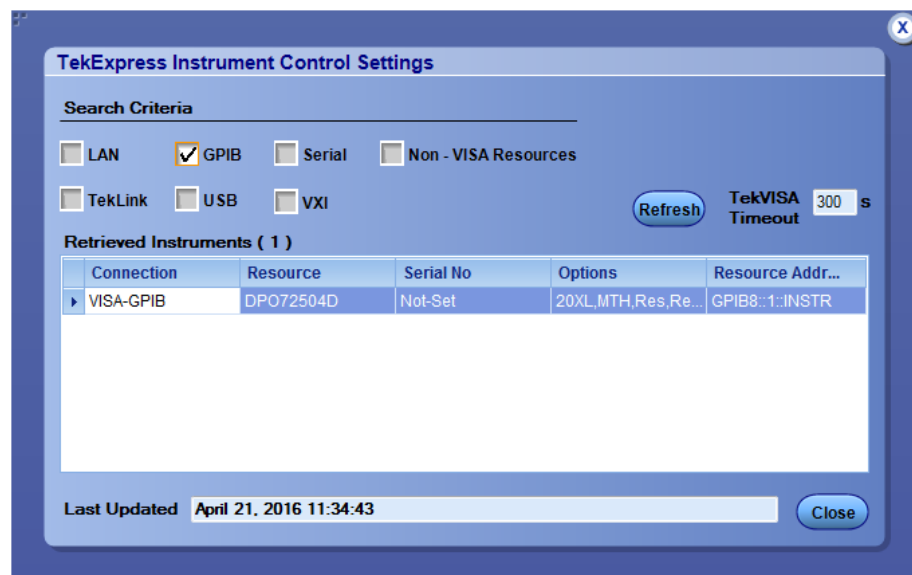 X
TekExpress Instrument Control Settings
Search Criteria
LAN GPIB Serial Non - VISA Resources
TekLink USB VXI
Refresh TekVISA Timeout 300 s
Retrieved Instruments ( 1 )
Connection Resource Serial No Options Resource Addr...
VISA-GPIB DPO72504D Not-Set 20XL,MTH,Res,Re... GPIB8::1::INSTR
Last Updated April 21, 2016 11:34:43 Close